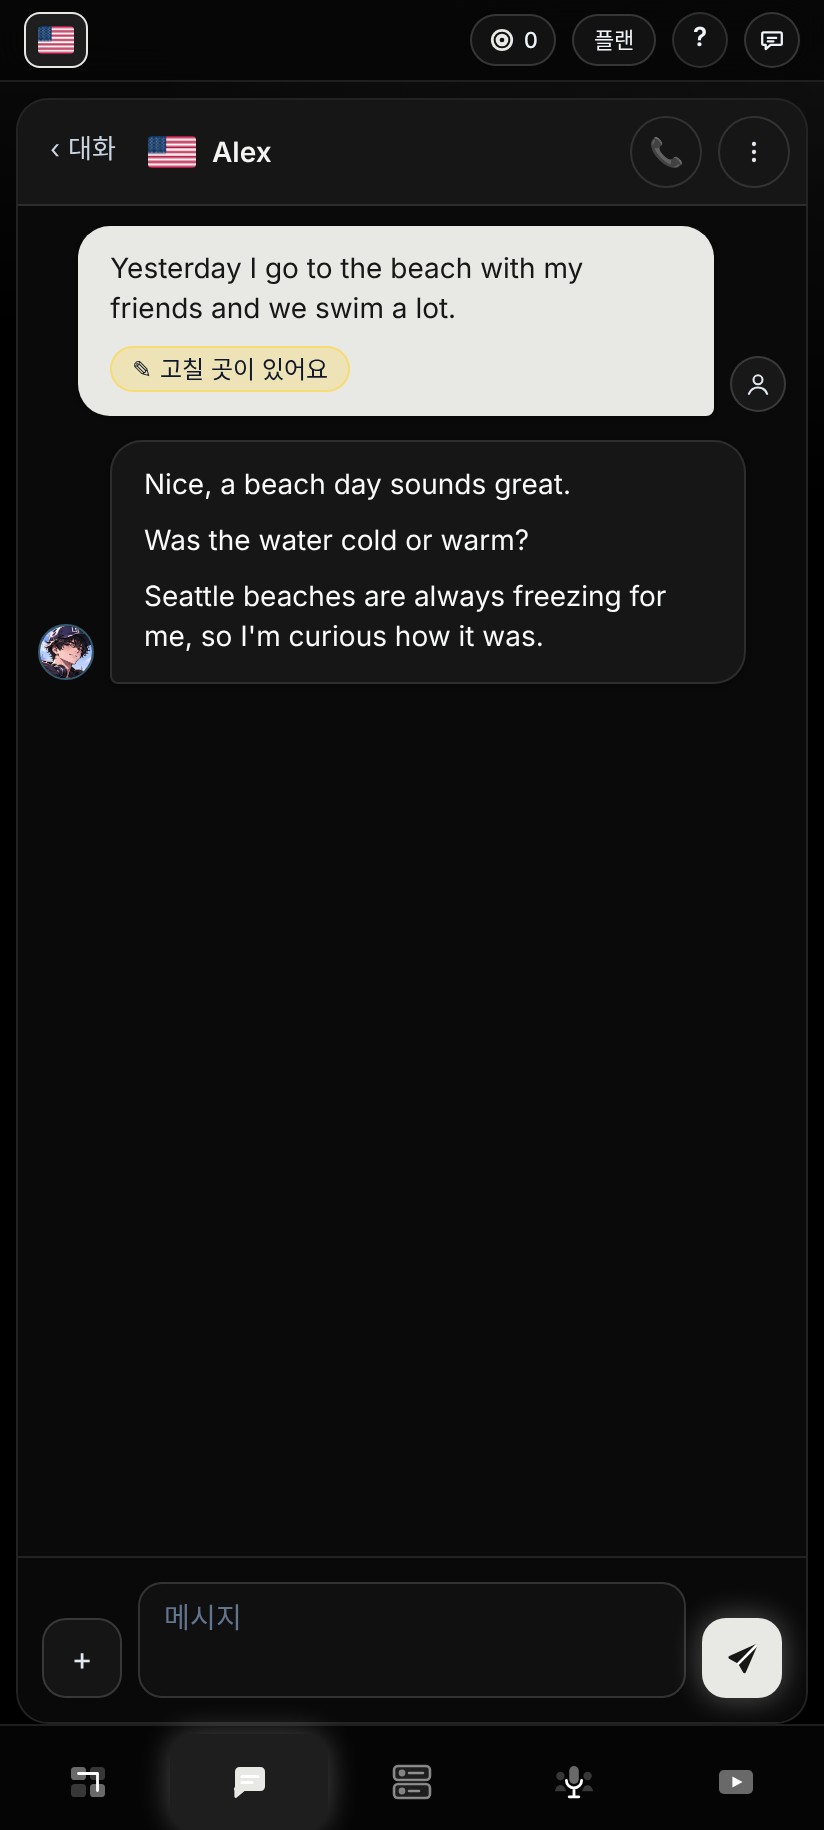 0
플랜
?
‹ 대화
Alex
Yesterday I go to the beach with my
friends and we swim a lot.
✎ 고칠 곳이 있어요
Nice, a beach day sounds great.
Was the water cold or warm?
Seattle beaches are always freezing for
me, so I'm curious how it was.
메시지
+